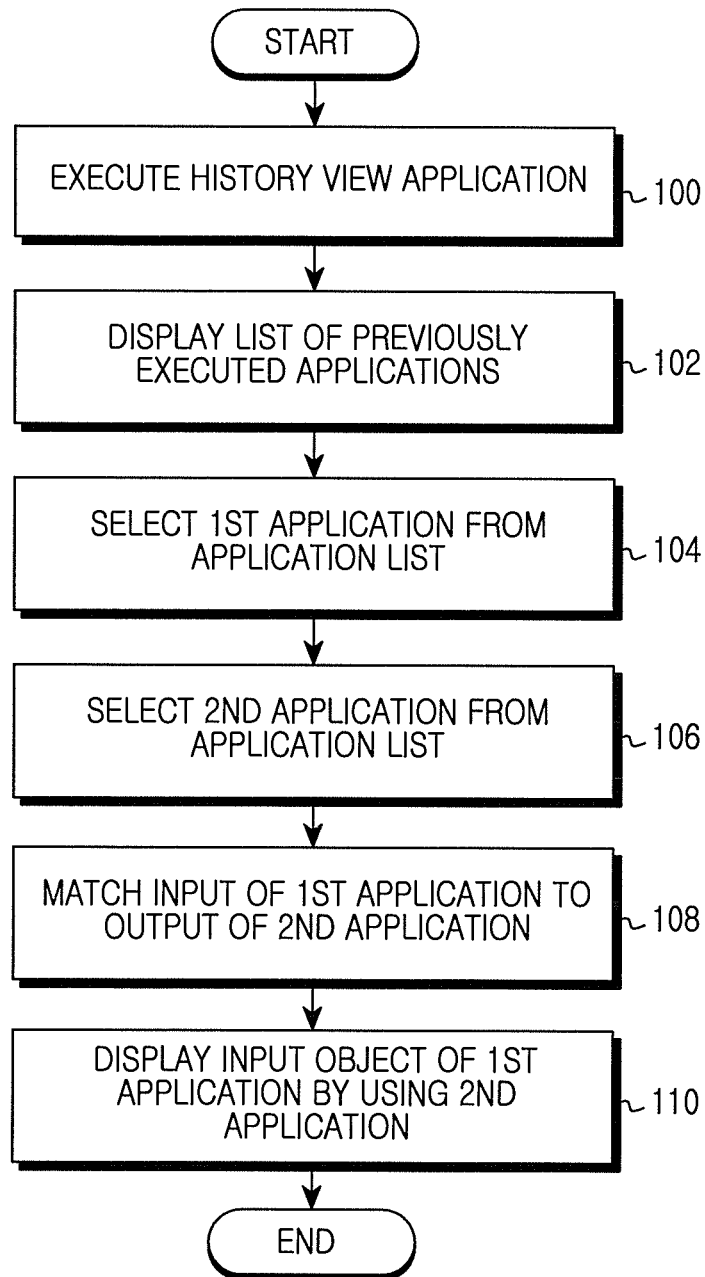 START
EXECUTE HISTORY VIEW APPLICATION
100
DISPLAY LIST OF PREVIOUSLY
EXECUTED APPLICATIONS
102
SELECT 1ST APPLICATION FROM
APPLICATION LIST
104
SELECT 2ND APPLICATION FROM
APPLICATION LIST
106
MATCH INPUT OF 1ST APPLICATION TO
OUTPUT OF 2ND APPLICATION
108
DISPLAY INPUT OBJECT OF 1ST
APPLICATION BY USING 2ND
APPLICATION
110
END